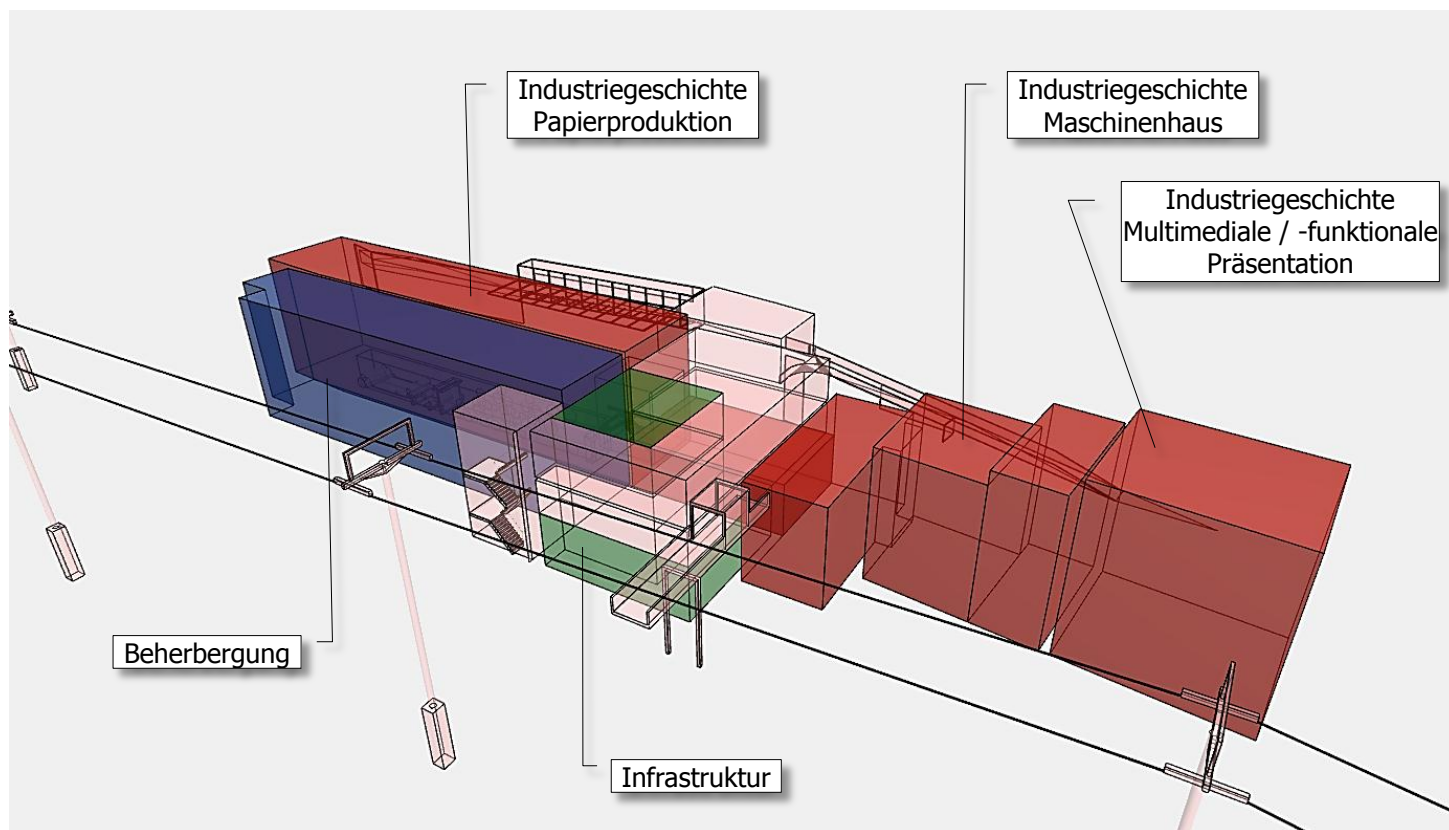 Industriegeschichte
Papierproduktion
Industriegeschichte
Maschinenhaus
Industriegeschichte
Multimediale / -funktionale
Präsentation
Beherbergung
Infrastruktur